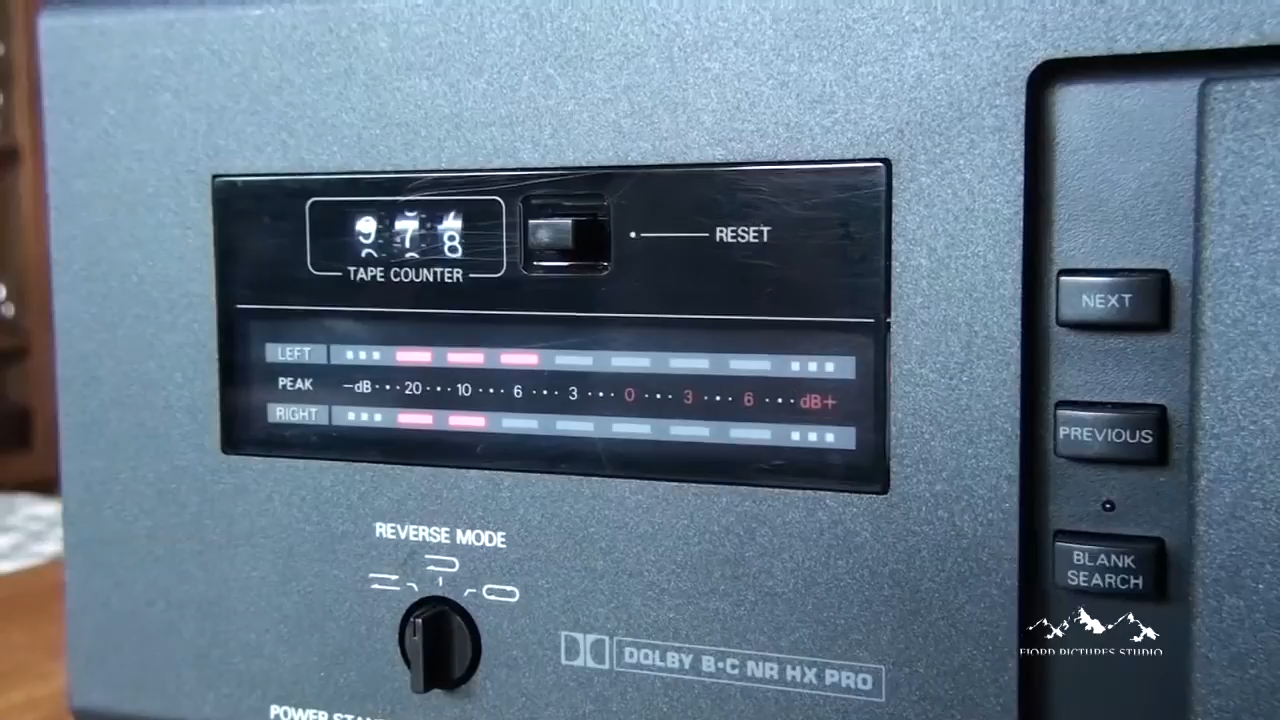 978
TAPE COUNTER
RESET
LEFT
PEAK −dB···20···10···6···3···0···3···6···dB+
RIGHT
NEXT
PREVIOUS
BLANK
SEARCH
REVERSE MODE
DOLBY B·C NR HX PRO
POWER
FJORD PICTURES STUDIO